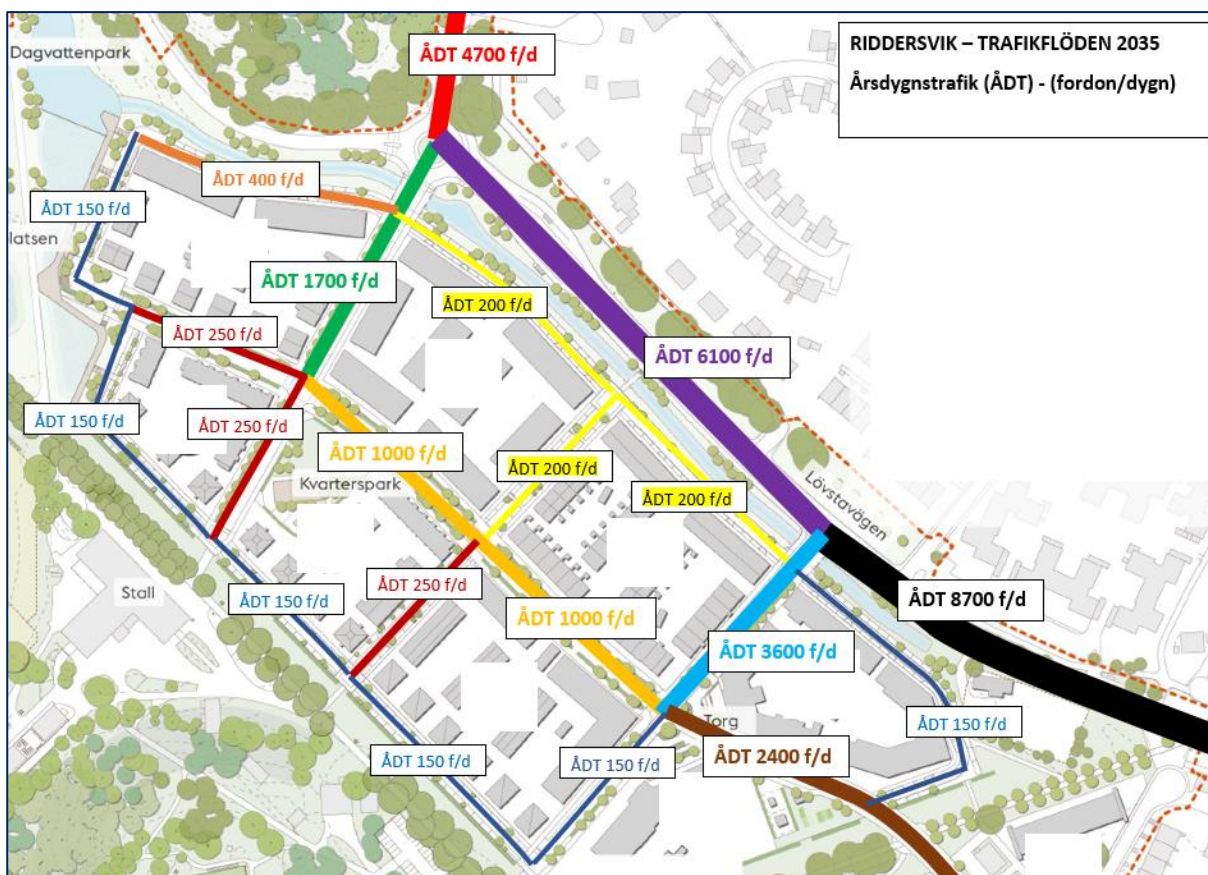 RIDDERSVIK – TRAFIKFLÖDEN 2035
Årsdygnstrafik (ÅDT) - (fordon/dygn)
Dagvattenpark
ÅDT 4700 f/d
ÅDT 400 f/d
ÅDT 150 f/d
latsen
ÅDT 1700 f/d
ÅDT 200 f/d
ÅDT 250 f/d
ÅDT 6100 f/d
ÅDT 150 f/d
ÅDT 250 f/d
ÅDT 1000 f/d
ÅDT 200 f/d
ÅDT 200 f/d
Kvarterspark
Lövstavägen
Stall
ÅDT 150 f/d
ÅDT 250 f/d
ÅDT 1000 f/d
ÅDT 8700 f/d
ÅDT 3600 f/d
Torg
ÅDT 150 f/d
ÅDT 2400 f/d
ÅDT 150 f/d
ÅDT 150 f/d